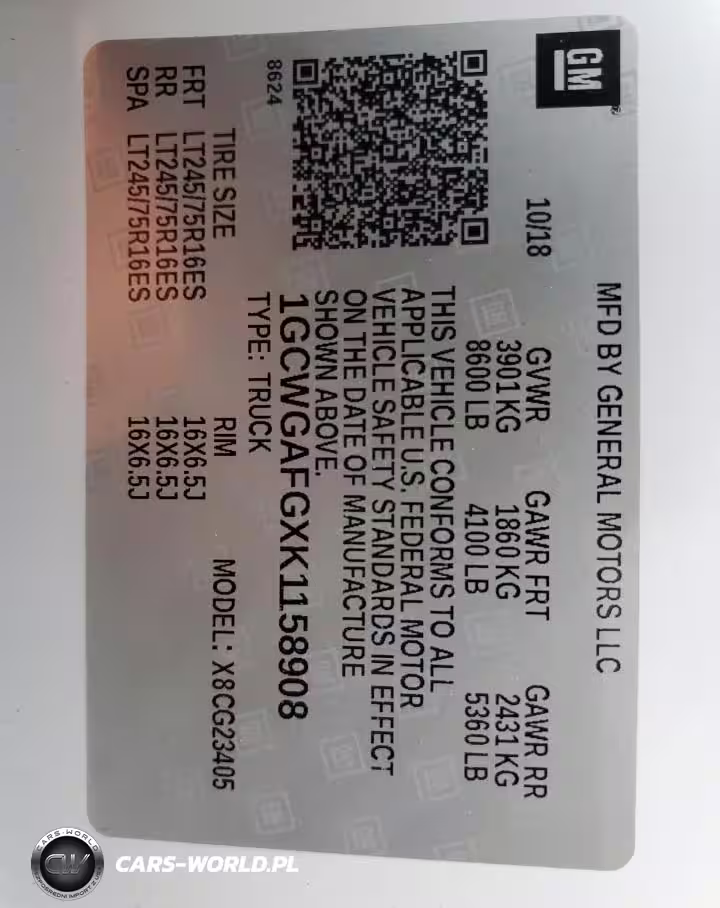 GM
MFD BY GENERAL MOTORS LLC
10/18 GVWR GAWR FRT GAWR RR
3901 KG 1860 KG 2431 KG
8600 LB 4100 LB 5360 LB
THIS VEHICLE CONFORMS TO ALL
APPLICABLE U.S. FEDERAL MOTOR
VEHICLE SAFETY STANDARDS IN EFFECT
ON THE DATE OF MANUFACTURE
SHOWN ABOVE.
8624
1GCWGAFGXK1158908
TYPE: TRUCK
TIRE SIZE RIM MODEL: X8CG23405
FRT LT245/75R16ES 16X6.5J
RR LT245/75R16ES 16X6.5J
SPA LT245/75R16ES 16X6.5J
CARS-WORLD
CW
CARS-WORLD.PL